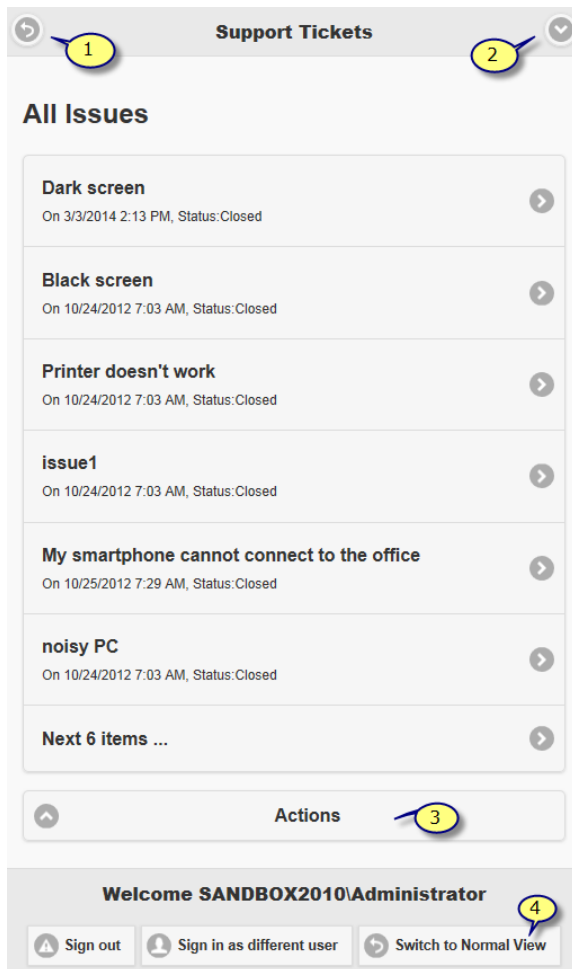 Support Tickets
1
2
All Issues
Dark screen
On 3/3/2014 2:13 PM, Status:Closed
Black screen
On 10/24/2012 7:03 AM, Status:Closed
Printer doesn't work
On 10/24/2012 7:03 AM, Status:Closed
issue1
On 10/24/2012 7:03 AM, Status:Closed
My smartphone cannot connect to the office
On 10/25/2012 7:29 AM, Status:Closed
noisy PC
On 10/24/2012 7:03 AM, Status:Closed
Next 6 items ...
Actions
3
Welcome SANDBOX2010\Administrator
4
Sign out Sign in as different user Switch to Normal View